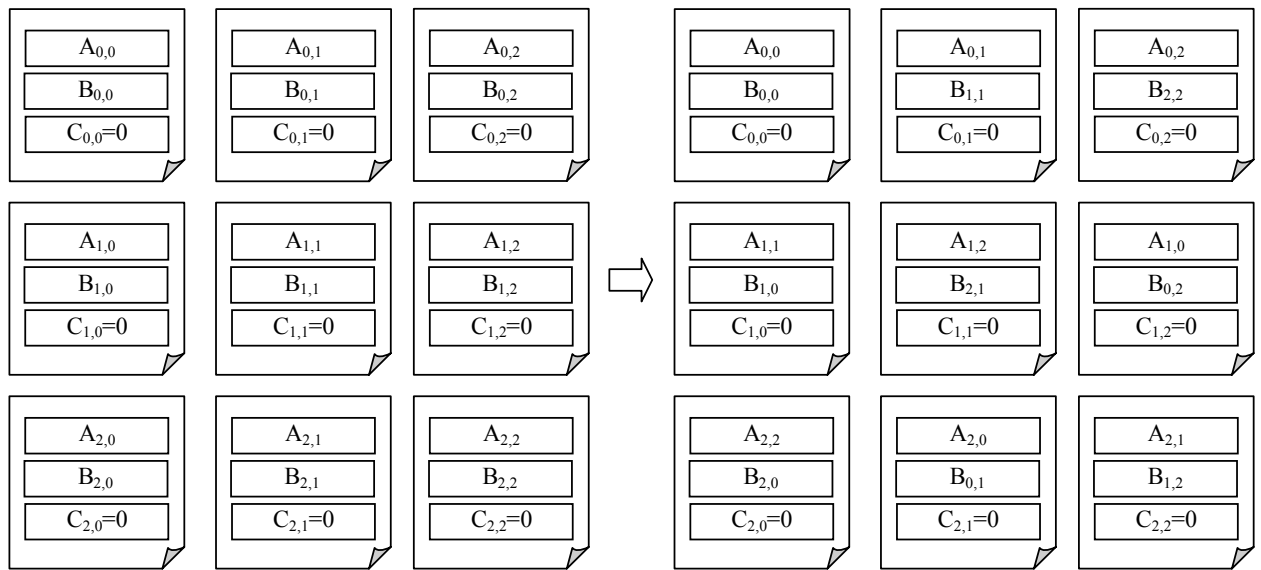 A0,0 A0,1 A0,2 A0,0 A0,1 A0,2
B0,0 B0,1 B0,2 B0,0 B1,1 B2,2
C0,0=0 C0,1=0 C0,2=0 C0,0=0 C0,1=0 C0,2=0
A1,0 A1,1 A1,2 A1,1 A1,2 A1,0
B1,0 B1,1 B1,2 B1,0 B2,1 B0,2
C1,0=0 C1,1=0 C1,2=0 C1,0=0 C1,1=0 C1,2=0
A2,0 A2,1 A2,2 A2,2 A2,0 A2,1
B2,0 B2,1 B2,2 B2,0 B0,1 B1,2
C2,0=0 C2,1=0 C2,2=0 C2,0=0 C2,1=0 C2,2=0